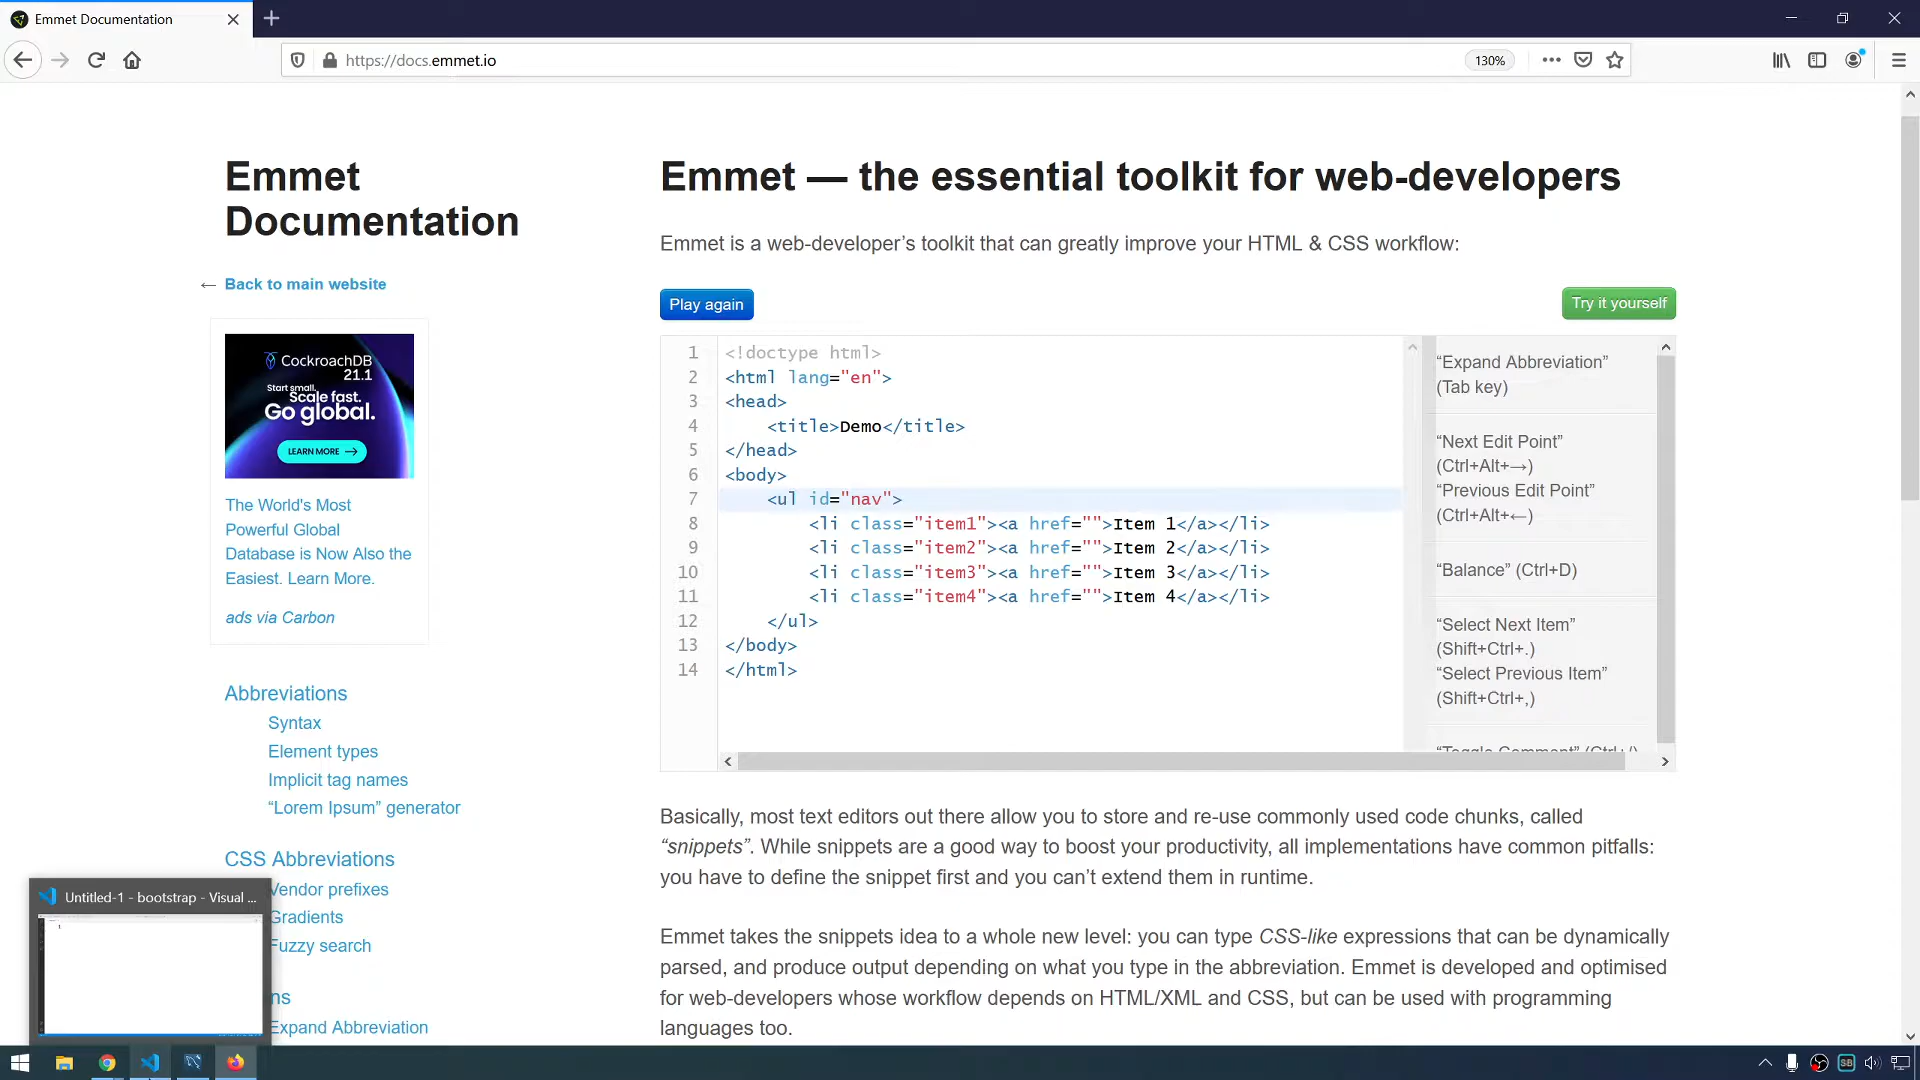 Emmet Documentation
https://docs.emmet.io
130%
Emmet
Documentation
← Back to main website
CockroachDB
21.1
Start small.
Scale fast.
Go global.
LEARN MORE →
The World's Most
Powerful Global
Database is Now Also the
Easiest. Learn More.
ads via Carbon
Abbreviations
Syntax
Element types
Implicit tag names
“Lorem Ipsum” generator
CSS Abbreviations
Vendor prefixes
Gradients
Fuzzy search
ns
Expand Abbreviation
Untitled-1 - bootstrap - Visual ...
Emmet — the essential toolkit for web-developers
Emmet is a web-developer’s toolkit that can greatly improve your HTML & CSS workflow:
Play again
Try it yourself
1 <!doctype html>
2 <html lang="en">
3 <head>
4 <title>Demo</title>
5 </head>
6 <body>
7 <ul id="nav">
8 <li class="item1"><a href="">Item 1</a></li>
9 <li class="item2"><a href="">Item 2</a></li>
10 <li class="item3"><a href="">Item 3</a></li>
11 <li class="item4"><a href="">Item 4</a></li>
12 </ul>
13 </body>
14 </html>
“Expand Abbreviation”
(Tab key)
“Next Edit Point”
(Ctrl+Alt+→)
“Previous Edit Point”
(Ctrl+Alt+←)
“Balance” (Ctrl+D)
“Select Next Item”
(Shift+Ctrl+.)
“Select Previous Item”
(Shift+Ctrl+,)
“Toggle Comment” (Ctrl+/)
Basically, most text editors out there allow you to store and re-use commonly used code chunks, called
“snippets”. While snippets are a good way to boost your productivity, all implementations have common pitfalls:
you have to define the snippet first and you can’t extend them in runtime.
Emmet takes the snippets idea to a whole new level: you can type CSS-like expressions that can be dynamically
parsed, and produce output depending on what you type in the abbreviation. Emmet is developed and optimised
for web-developers whose workflow depends on HTML/XML and CSS, but can be used with programming
languages too.
SB